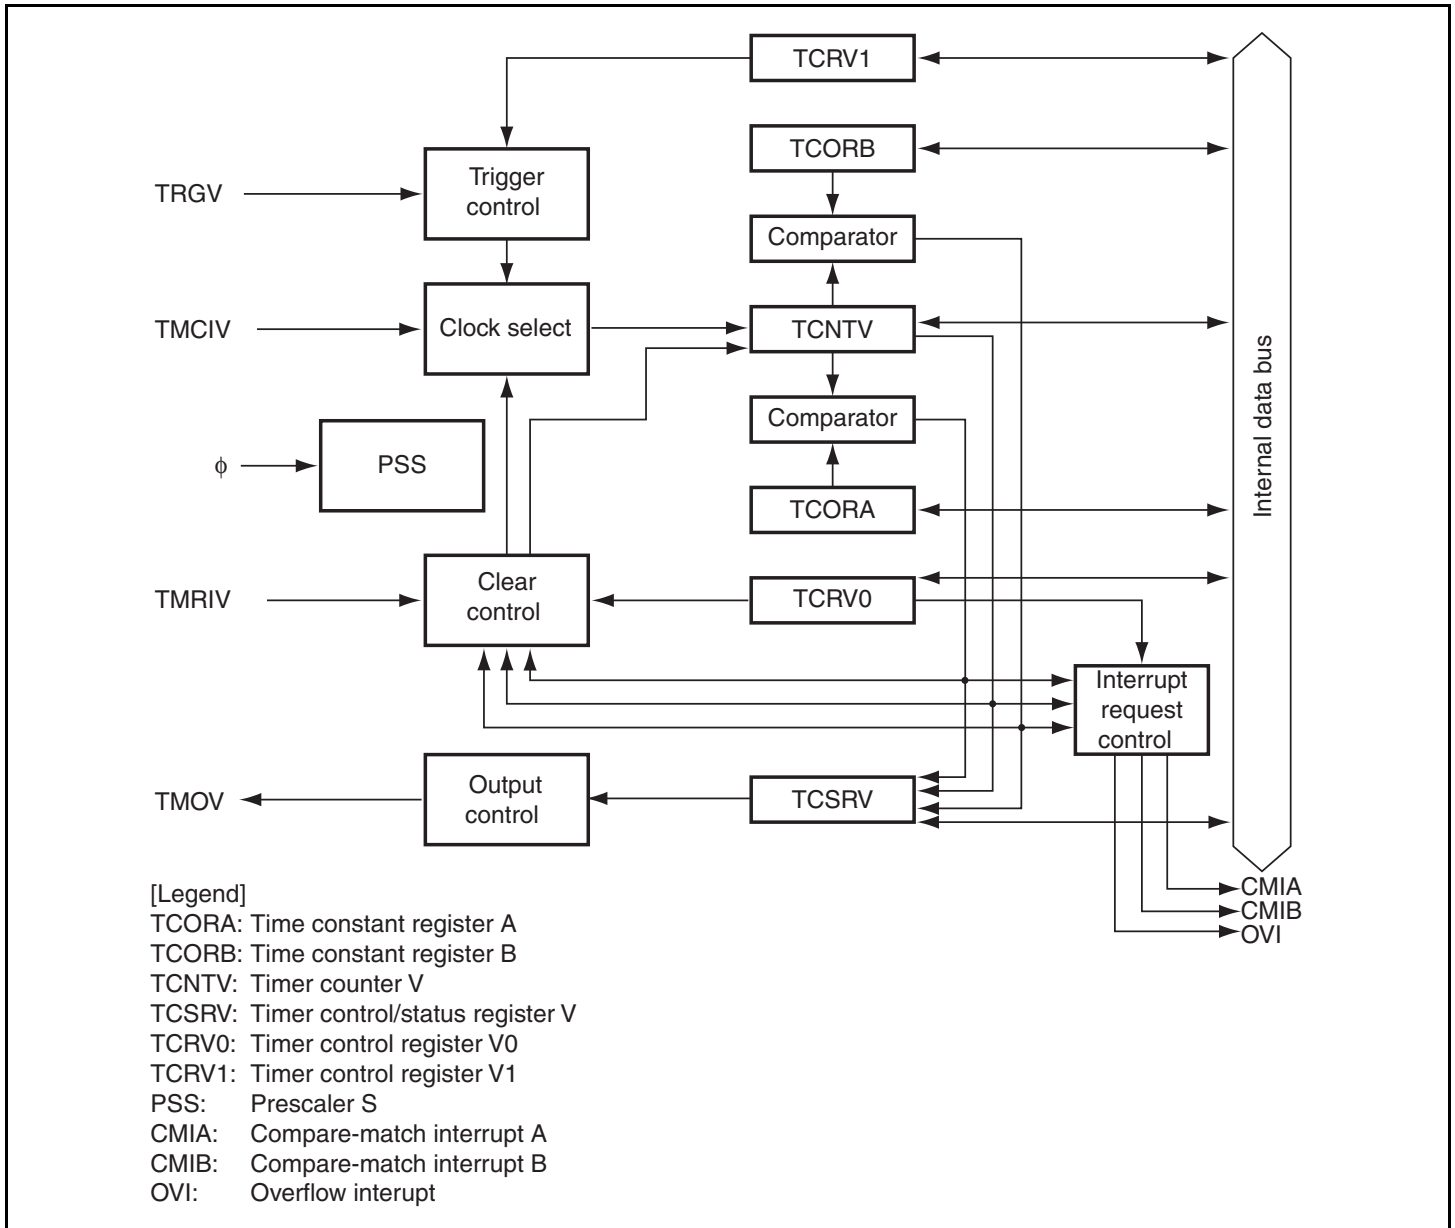 TCRV1
TCORB
Trigger
control
TRGV
Comparator
TMCIV
Clock select
TCNTV
Comparator
Internal data bus
φ
PSS
TCORA
Clear
control
TMRIV
TCRV0
Interrupt
request
control
Output
control
TMOV
TCSRV
CMIA
CMIB
OVI
[Legend]
TCORA: Time constant register A
TCORB: Time constant register B
TCNTV: Timer counter V
TCSRV: Timer control/status register V
TCRV0: Timer control register V0
TCRV1: Timer control register V1
PSS: Prescaler S
CMIA: Compare-match interrupt A
CMIB: Compare-match interrupt B
OVI: Overflow interupt